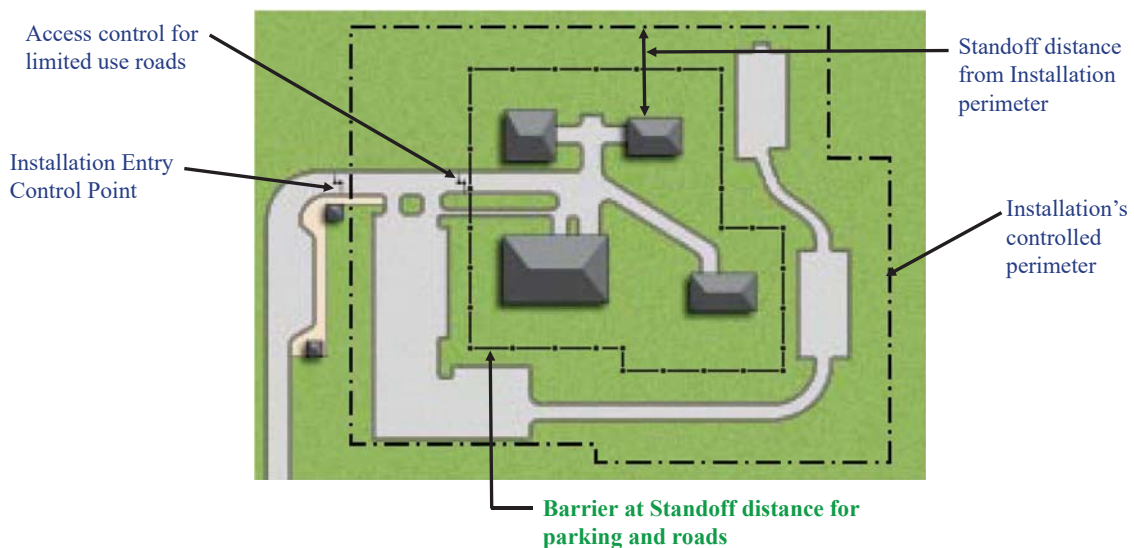 Access control for
limited use roads
Standoff distance
from Installation
perimeter
Installation Entry
Control Point
Installation’s
controlled
perimeter
Barrier at Standoff distance for
parking and roads